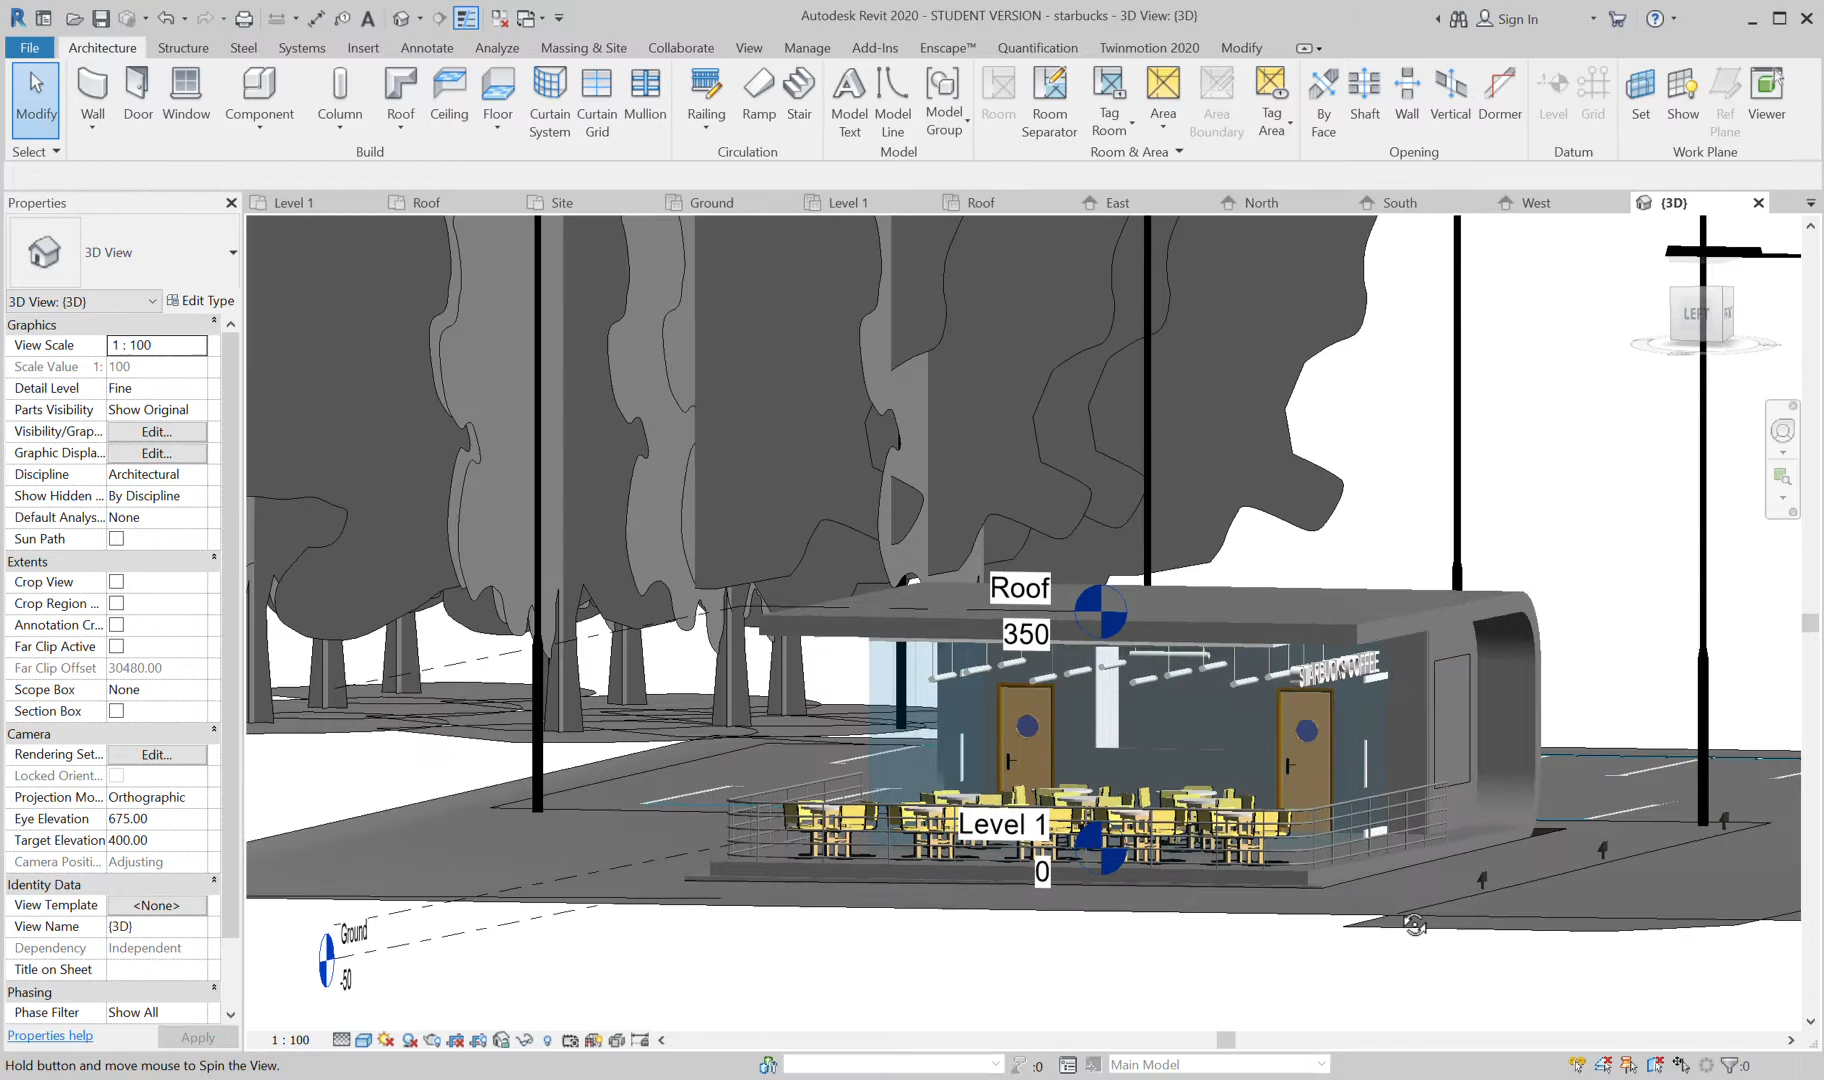 Autodesk Revit 2020 - STUDENT VERSION - starbucks - 3D View: {3D}
Sign In
File
Architecture
Structure
Steel
Systems
Insert
Annotate
Analyze
Massing & Site
Collaborate
View
Manage
Add-Ins
Enscape™
Quantification
Twinmotion 2020
Modify
Modify
Wall
Door
Window
Component
Column
Roof
Ceiling
Floor
Curtain System
Curtain Grid
Mullion
Railing
Ramp
Stair
Model Text
Model Line
Model Group
Room
Room Separator
Tag Room
Area
Area Boundary
Tag Area
By Face
Shaft
Wall
Vertical
Dormer
Level
Grid
Set
Show
Ref Plane
Viewer
Select
Build
Circulation
Model
Room & Area
Opening
Datum
Work Plane
Properties
Level 1
Roof
Site
Ground
Level 1
Roof
East
North
South
West
{3D}
3D View
3D View: {3D}
Edit Type
Graphics
View Scale
1 : 100
Scale Value 1:
100
Detail Level
Fine
Parts Visibility
Show Original
Visibility/Grap...
Edit...
Graphic Displa...
Edit...
Discipline
Architectural
Show Hidden ...
By Discipline
Default Analys...
None
Sun Path
Extents
Crop View
Crop Region ...
Annotation Cr...
Far Clip Active
Far Clip Offset
30480.00
Scope Box
None
Section Box
Camera
Rendering Set...
Edit...
Locked Orient...
Projection Mo...
Orthographic
Eye Elevation
675.00
Target Elevation
400.00
Camera Positi...
Adjusting
Identity Data
View Template
<None>
View Name
{3D}
Dependency
Independent
Title on Sheet
Phasing
Phase Filter
Show All
Properties help
Apply
LEFT
Roof
350
STARBUCKS COFFEE
Level 1
0
Ground
-50
1 : 100
Hold button and move mouse to Spin the View.
:0
Main Model
:0